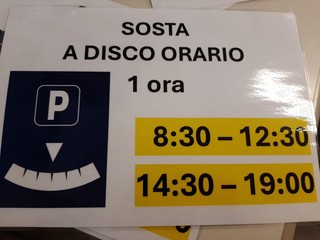 SOSTA
A DISCO ORARIO
1 ora
P
8:30 – 12:30
14:30 – 19:00